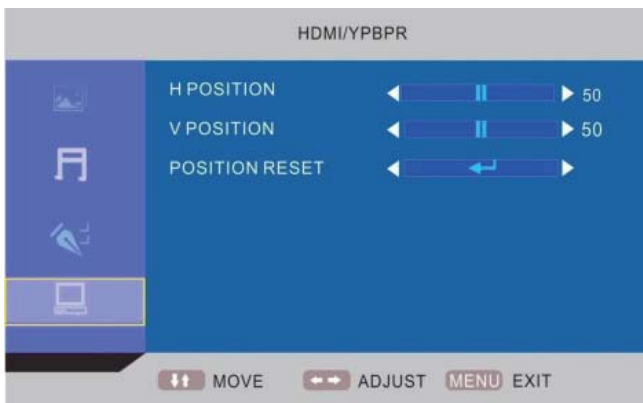 HDMI/YPBPR
H POSITION 50
V POSITION 50
POSITION RESET
MOVE ADJUST MENU EXIT